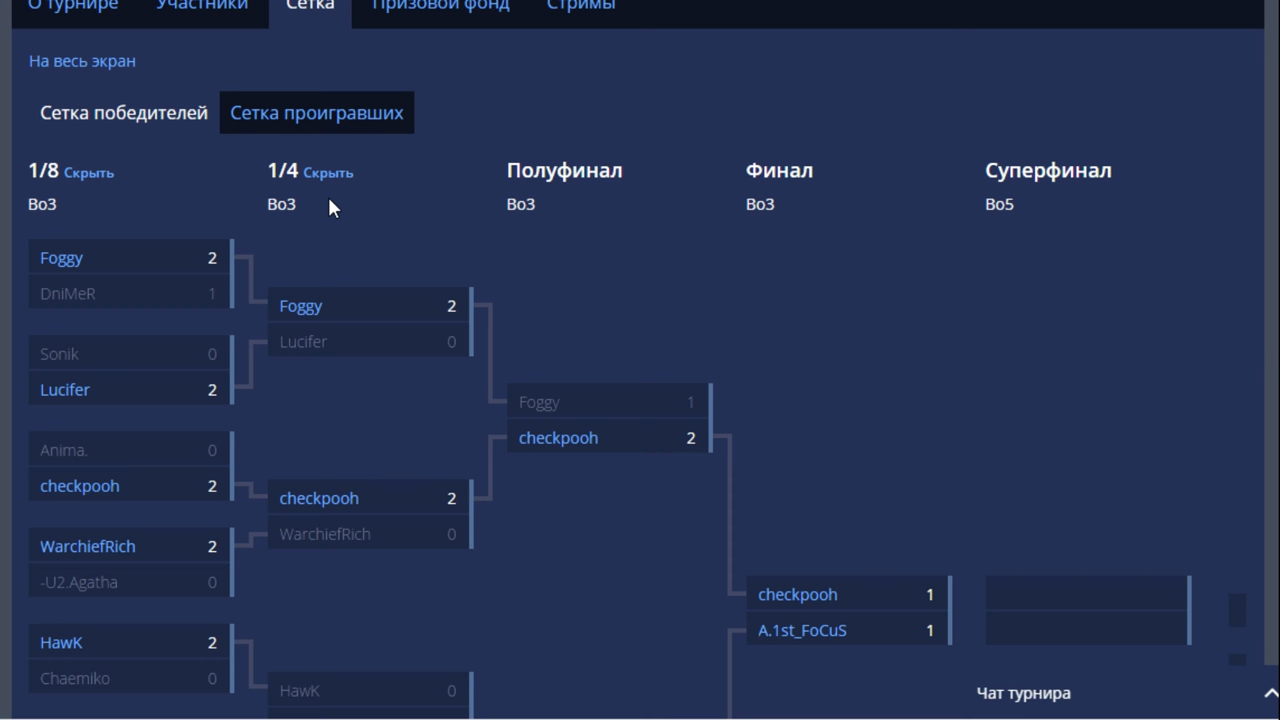 О турнире Участники Сетка Призовой фонд Стримы
На весь экран
Сетка победителей Сетка проигравших
1/8 Скрыть
Bo3
Foggy 2
DniMeR 1
Sonik 0
Lucifer 2
Anima. 0
checkpooh 2
WarchiefRich 2
-U2.Agatha 0
HawK 2
Chaemiko 0
1/4 Скрыть
Bo3
Foggy 2
Lucifer 0
checkpooh 2
WarchiefRich 0
HawK 0
Полуфинал
Bo3
Foggy 1
checkpooh 2
Финал
Bo3
checkpooh 1
A.1st_FoCuS 1
Суперфинал
Bo5
Чат турнира